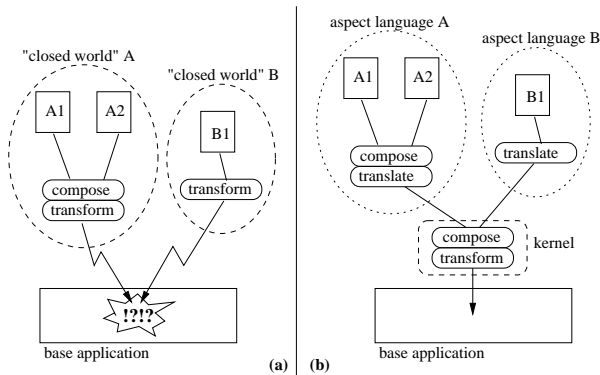 "closed world" A
"closed world" B
A1
A2
B1
compose
transform
transform
!?!?
base application
(a)
aspect language A
aspect language B
A1
A2
B1
compose
translate
translate
compose
transform
kernel
base application
(b)